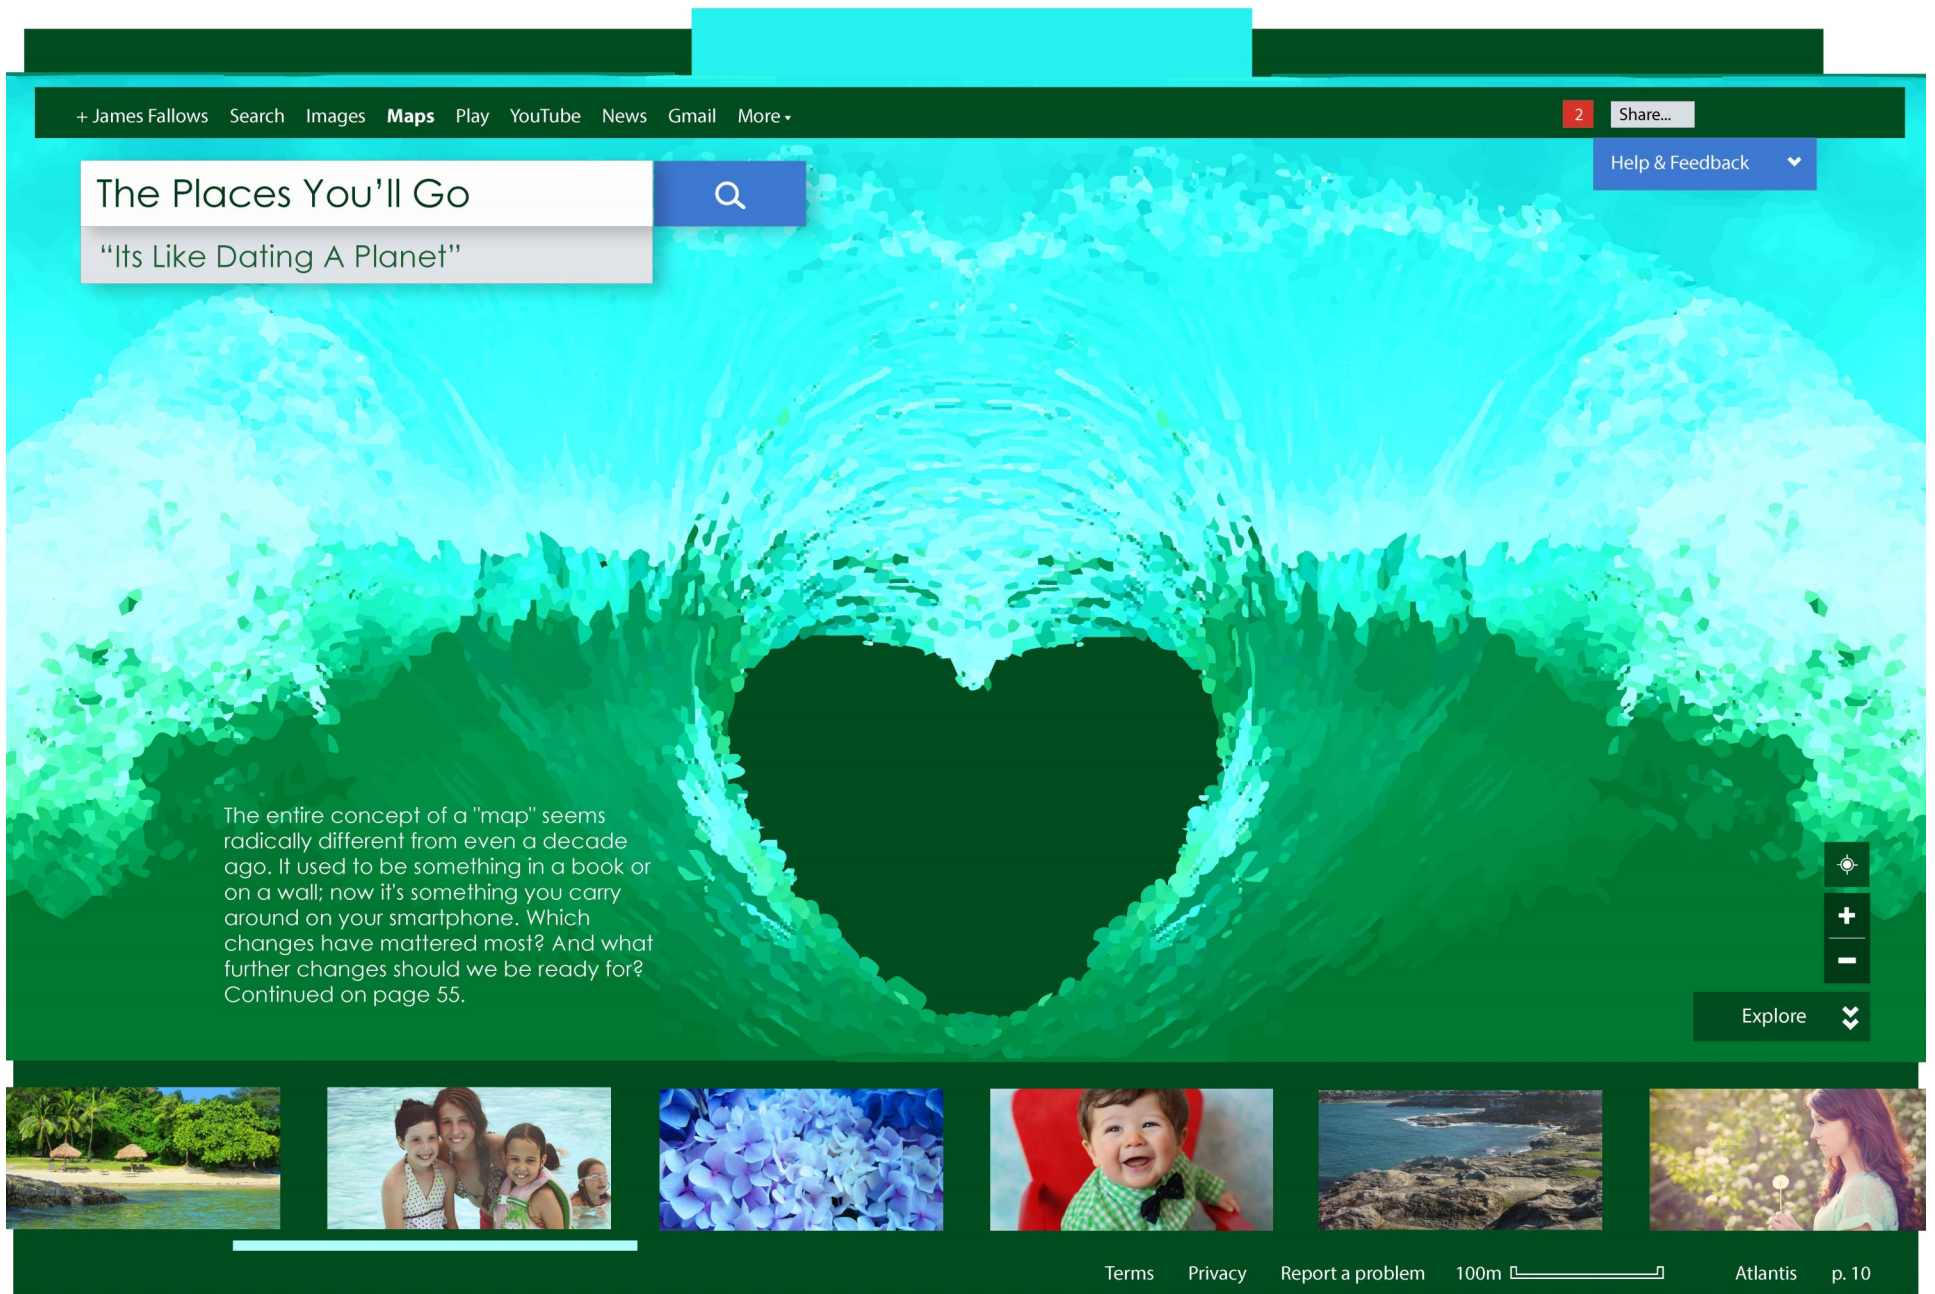 + James Fallows Search Images Maps Play YouTube News Gmail More
2 Share...
Help & Feedback
The Places You'll Go
“Its Like Dating A Planet”
The entire concept of a "map" seems
radically different from even a decade
ago. It used to be something in a book or
on a wall; now it's something you carry
around on your smartphone. Which
changes have mattered most? And what
further changes should we be ready for?
Continued on page 55.
Explore
Terms Privacy Report a problem 100m Atlantis p. 10